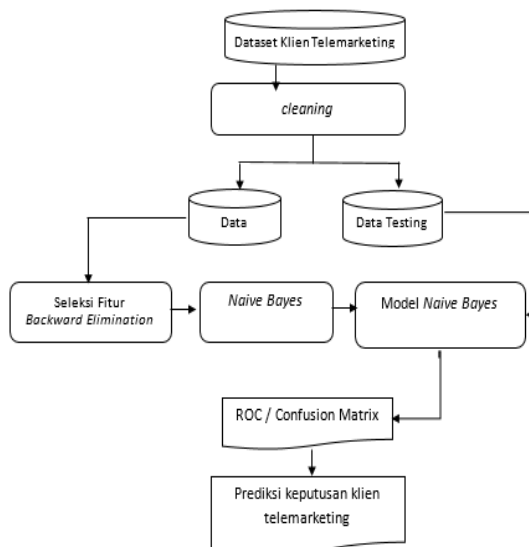 Dataset Klien Telemarketing
cleaning
Data
Data Testing
Seleksi Fitur
Backward Elimination
Naive Bayes
Model Naive Bayes
ROC / Confusion Matrix
Prediksi keputusan klien
telemarketing